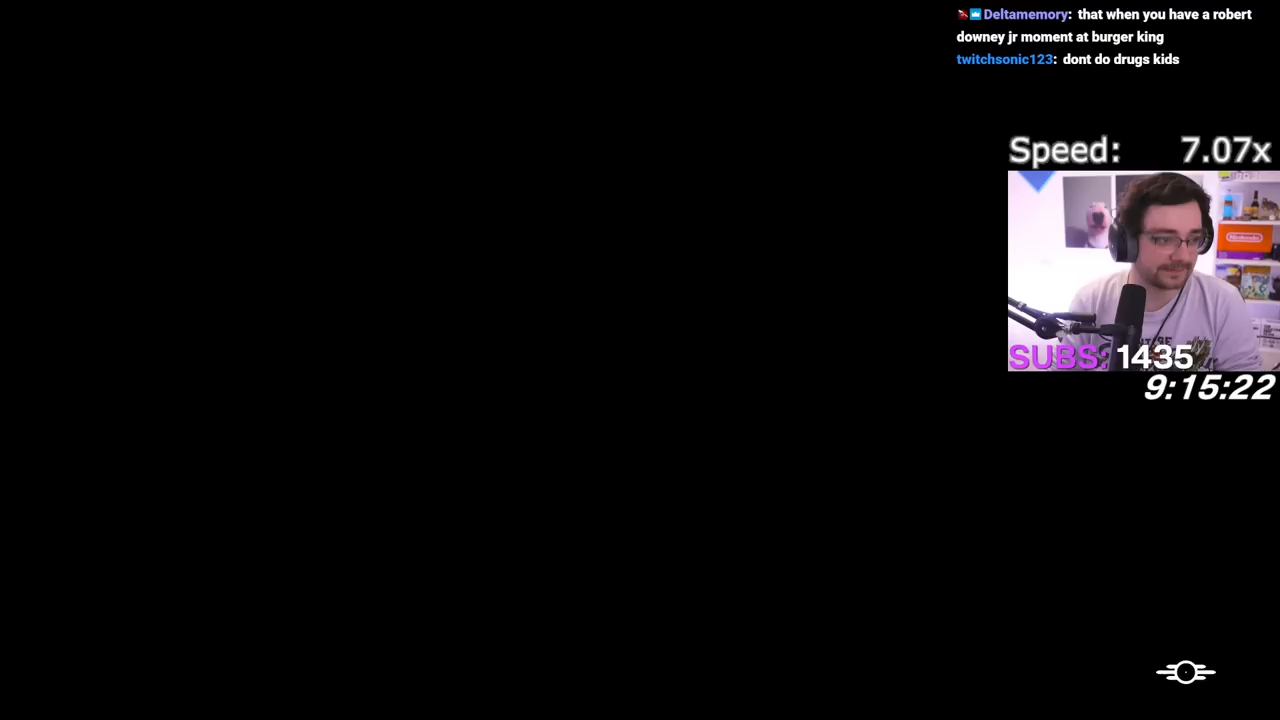 Deltamemory: that when you have a robert
downey jr moment at burger king
twitchsonic123: dont do drugs kids
Speed: 7.07x
Nintendo
SUBS: 1435
9:15:22